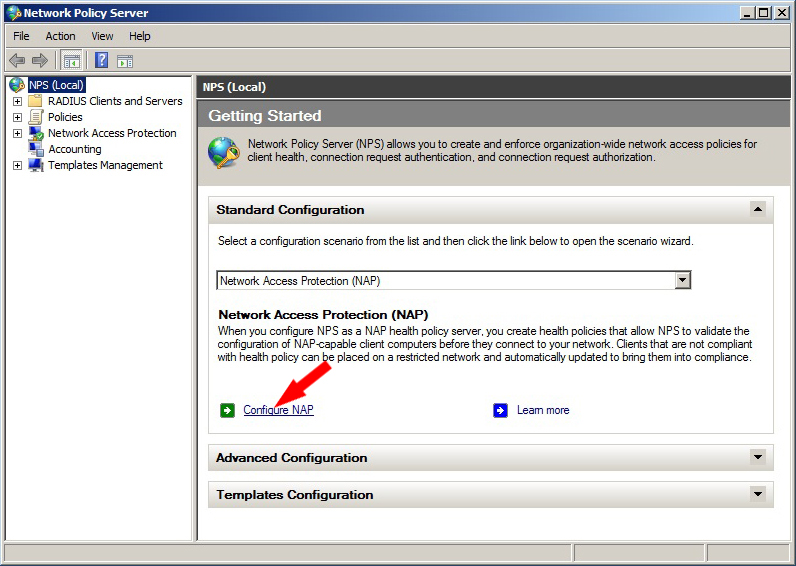 Network Policy Server
File Action View Help
NPS (Local)
RADIUS Clients and Servers
Policies
Network Access Protection
Accounting
Templates Management
NPS (Local)
Getting Started
Network Policy Server (NPS) allows you to create and enforce organization-wide network access policies for
client health, connection request authentication, and connection request authorization.
Standard Configuration
Select a configuration scenario from the list and then click the link below to open the scenario wizard.
Network Access Protection (NAP)
Network Access Protection (NAP)
When you configure NPS as a NAP health policy server, you create health policies that allow NPS to validate the
configuration of NAP-capable client computers before they connect to your network. Clients that are not compliant
with health policy can be placed on a restricted network and automatically updated to bring them into compliance.
Configure NAP
Learn more
Advanced Configuration
Templates Configuration